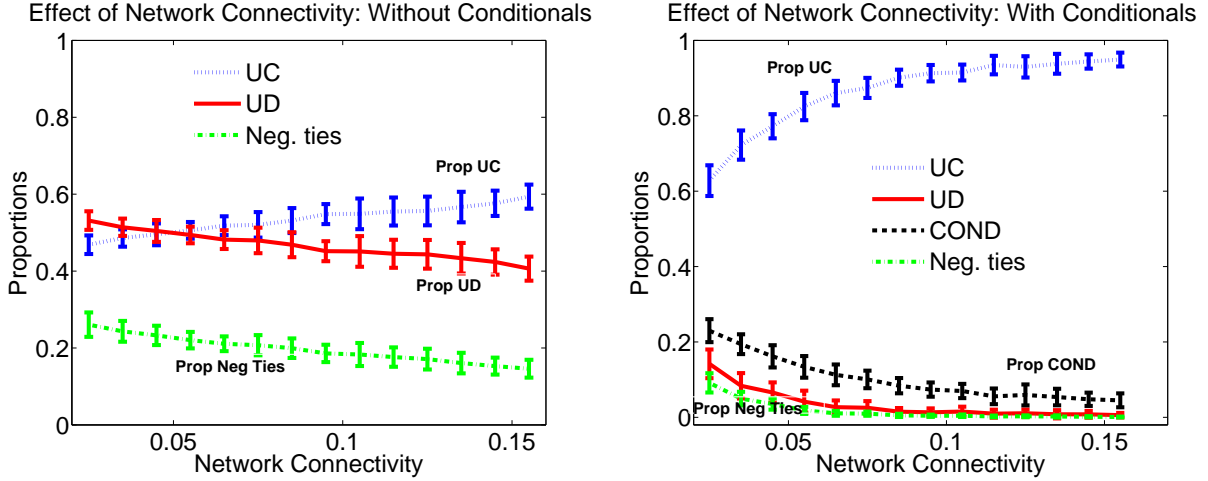 Effect of Network Connectivity: Without Conditionals
1
0.8
0.6
0.4
0.2
0
Proportions
UC
UD
Neg. ties
Prop UC
Prop UD
Prop Neg Ties
0.05
0.1
0.15
Network Connectivity
Effect of Network Connectivity: With Conditionals
1
0.8
0.6
0.4
0.2
0
Proportions
Prop UC
UC
UD
COND
Neg. ties
Prop COND
Prop Neg Ties
0.05
0.1
0.15
Network Connectivity